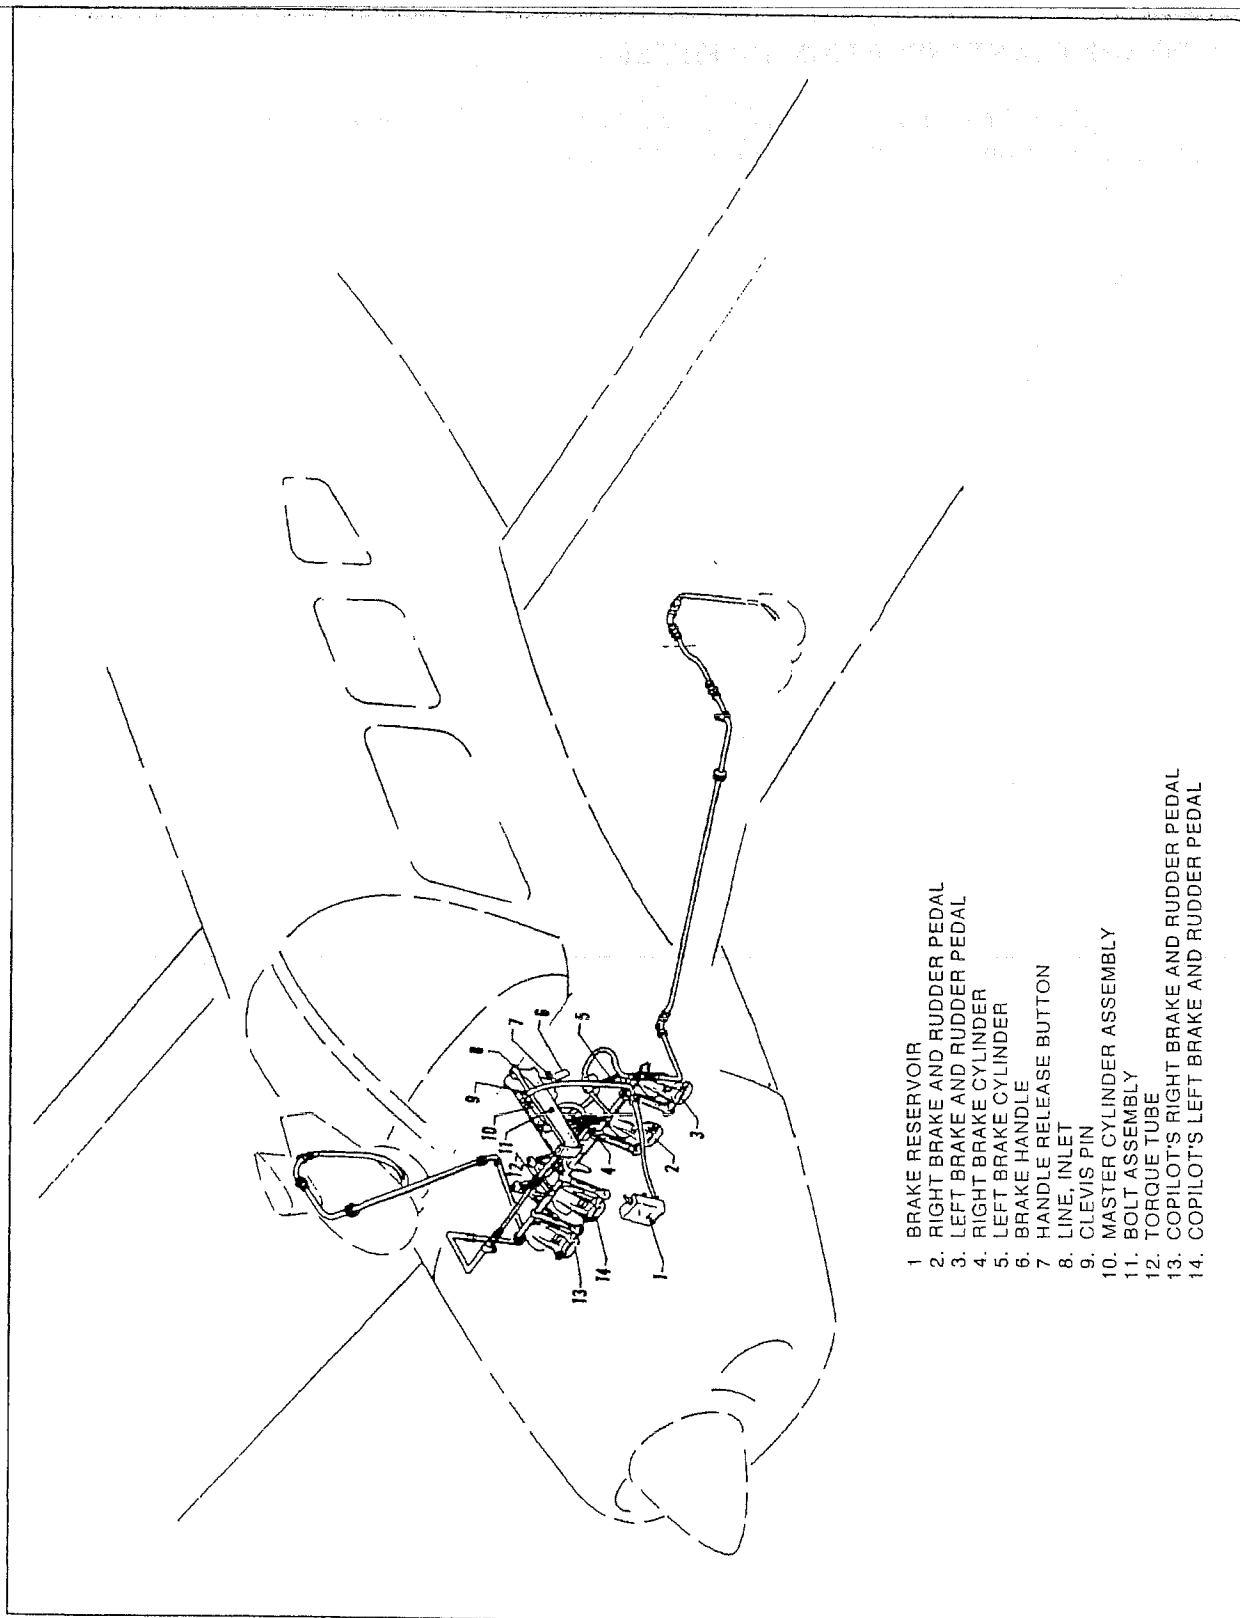 7
8
6
9
5
10
11
12
4
3
2
13
14
1
1 BRAKE RESERVOIR
2. RIGHT BRAKE AND RUDDER PEDAL
3. LEFT BRAKE AND RUDDER PEDAL
4. RIGHT BRAKE CYLINDER
5. LEFT BRAKE CYLINDER
6. BRAKE HANDLE
7 HANDLE RELEASE BUTTON
8. LINE, INLET
9. CLEVIS PIN
10. MASTER CYLINDER ASSEMBLY
11. BOLT ASSEMBLY
12. TORQUE TUBE
13. COPILOT'S RIGHT BRAKE AND RUDDER PEDAL
14. COPILOT'S LEFT BRAKE AND RUDDER PEDAL